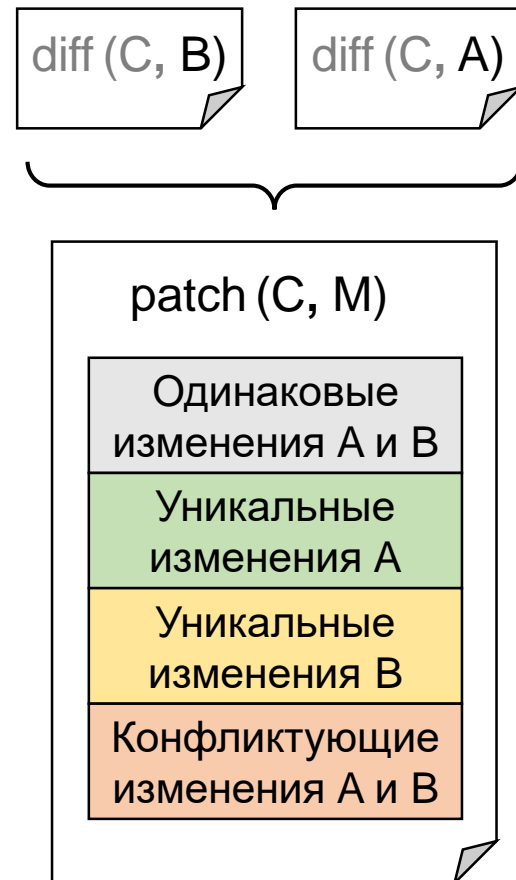 diff (C, B)
diff (C, A)
patch (C, M)
Одинаковые
изменения А и В
Уникальные
изменения А
Уникальные
изменения В
Конфликтующие
изменения А и В